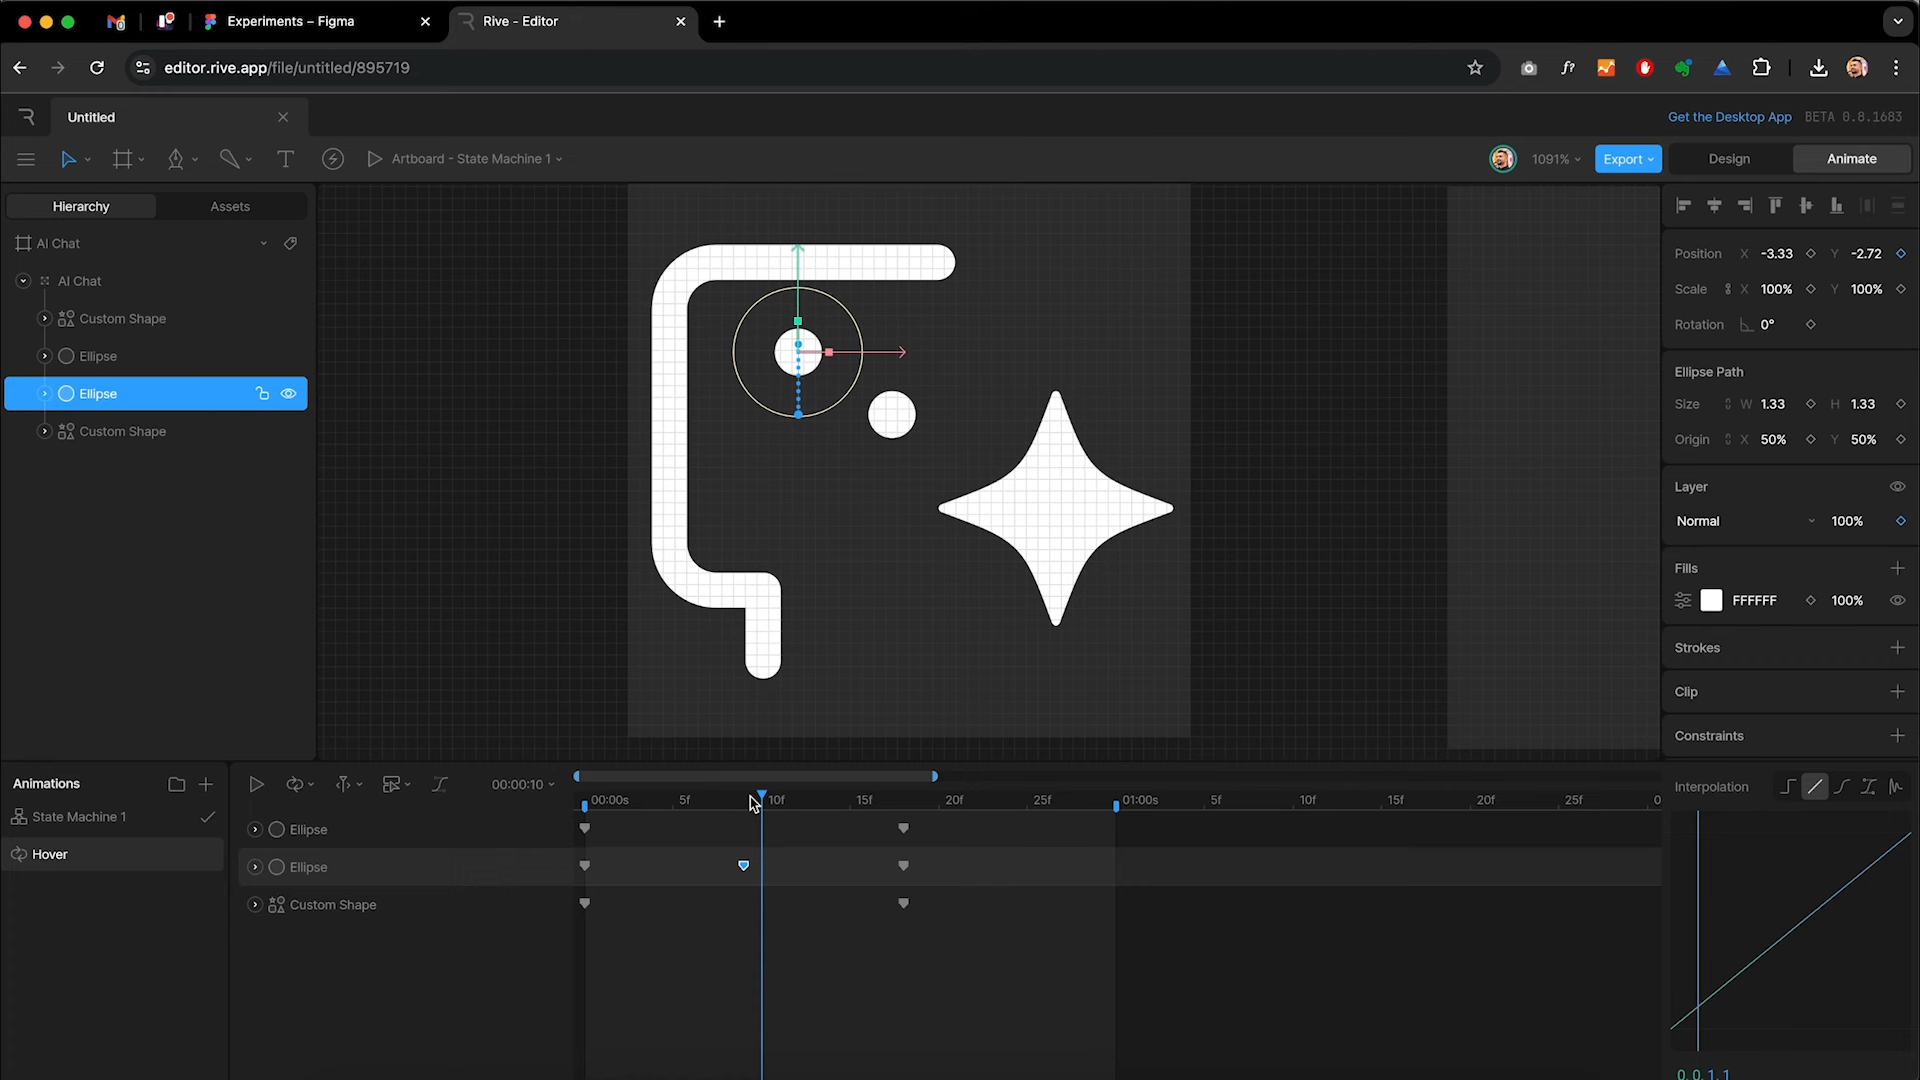 Experiments – Figma
Rive - Editor
editor.rive.app/file/untitled/895719
f?
Untitled
Get the Desktop App
BETA 0.8.1683
Artboard - State Machine 1
1091%
Export
Design
Animate
Hierarchy
Assets
AI Chat
AI Chat
Custom Shape
Ellipse
Ellipse
Custom Shape
Position X -3.33 Y -2.72
Scale X 100% Y 100%
Rotation 0°
Ellipse Path
Size W 1.33 H 1.33
Origin X 50% Y 50%
Layer
Normal 100%
Fills
FFFFFF 100%
Strokes
Clip
Constraints
Animations
State Machine 1
Hover
00:00:10
00:00s 5f 10f 15f 20f 25f 01:00s 5f 10f 15f 20f 25f 0
Ellipse
Ellipse
Custom Shape
Interpolation
0, 0, 1, 1